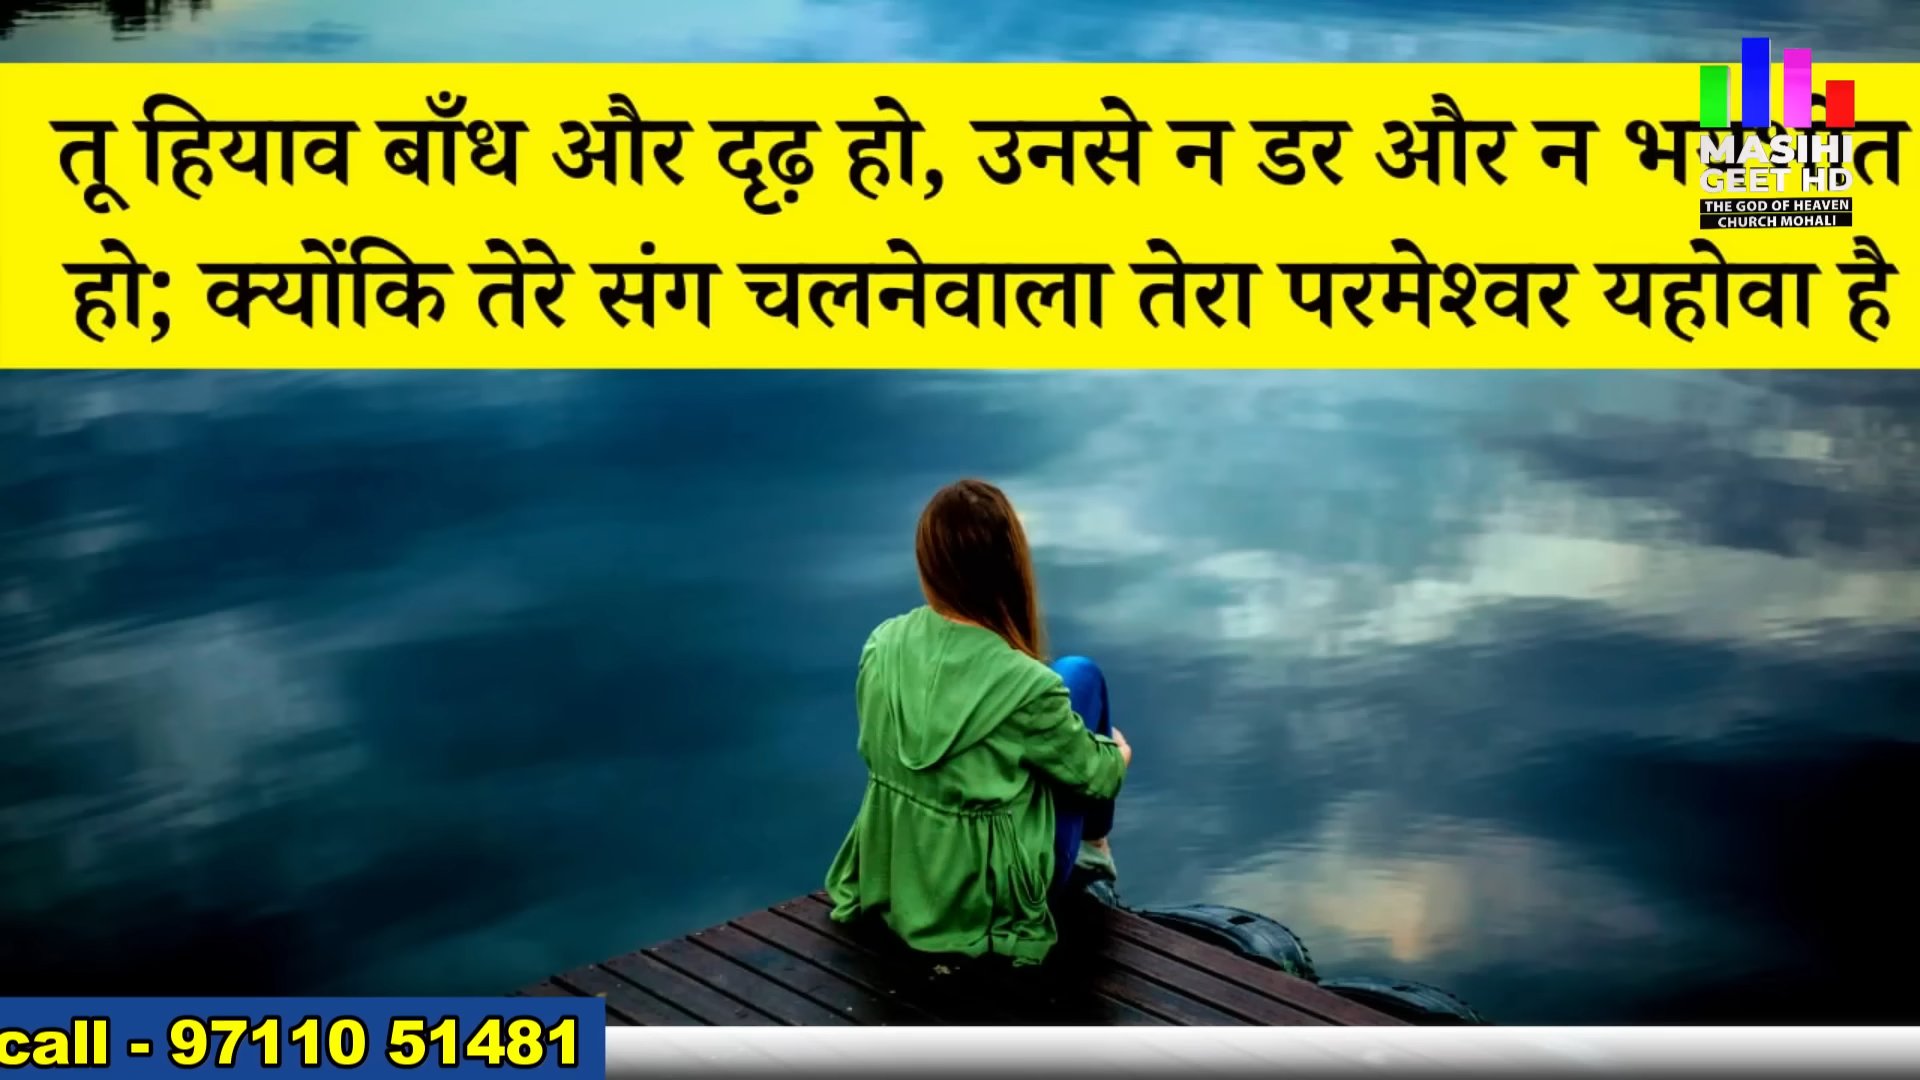 तू हियाव बाँध और दृढ़ हो, उनसे न डर और न
हो; क्योंकि तेरे संग चलनेवाला तेरा परमेश्वर यहोवा है
MASIHI
GEET HD
THE GOD OF HEAVEN
CHURCH MOHALI
call - 97110 51481